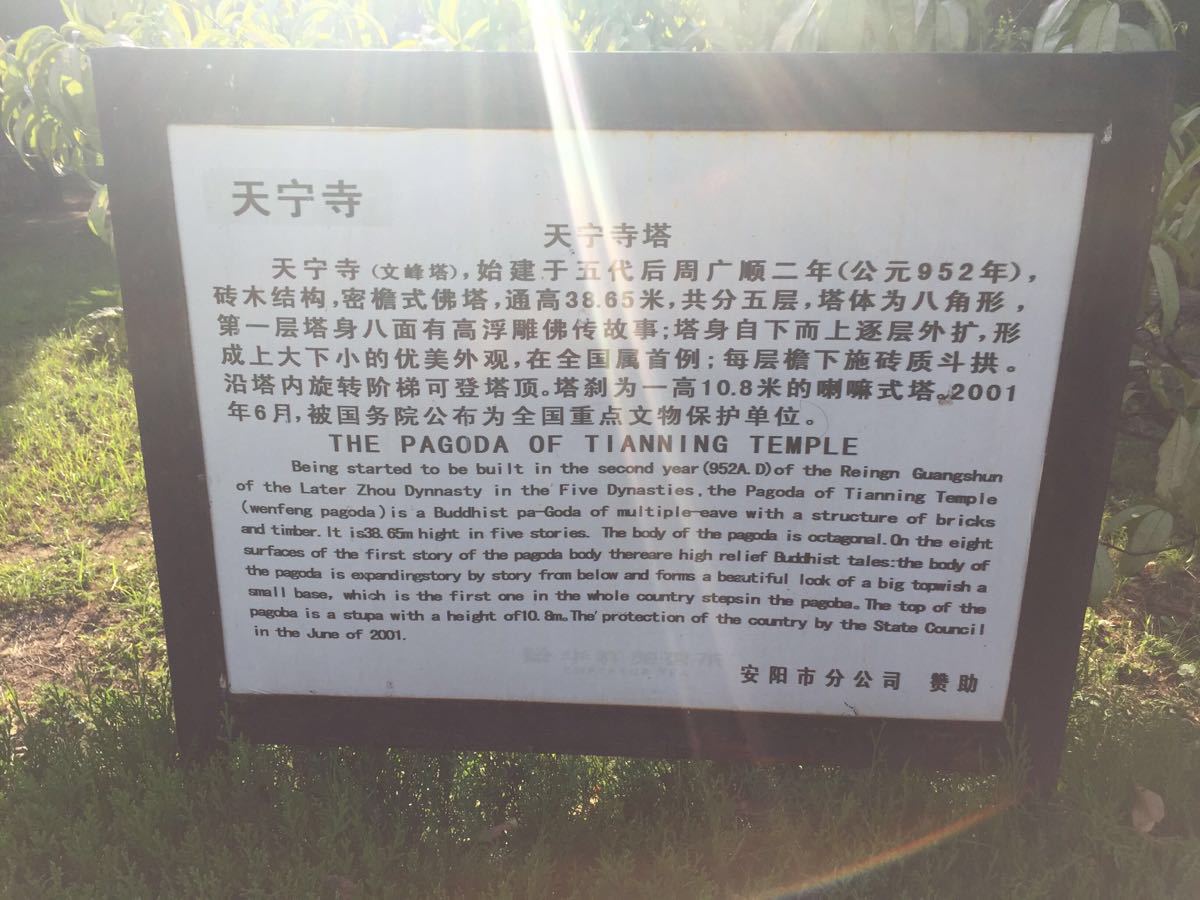 天宁寺
天宁寺塔
天宁寺(文峰塔),始建于五代后周广顺二年(公元952年),
砖木结构,密檐式佛塔,通高38.65米,共分五层,塔体为八角形,
第一层塔身八面有高浮雕佛传故事;塔身自下而上逐层外扩,形
成上大下小的优美外观,在全国属首例;每层檐下施砖质斗拱。
沿塔内旋转阶梯可登塔顶。塔刹为一高10.8米的喇嘛式塔。2001
年6月,被国务院公布为全国重点文物保护单位。
THE PAGODA OF TIANNING TEMPLE
Being started to be built in the second year(952A.D)of the Reingn Guangshun
of the Later Zhou Dynnasty in the Five Dynasties, the Pagoda of Tianning Temple
(wenfeng pagoda)is a Buddhist pa-Goda of multiple-eave with a structure of bricks
and timber. It is38.65m hight in five stories. The body of the pagoda is octagonal.On the eight
surfaces of the first story of the pagoda body thereare high relief Buddhist tales:the body of
the pagoda is expandingstory by story from below and forms a beautiful look of a big topwish a
small base, which is the first one in the whole country stepsin the pagoba。The top of the
pagoba is a stupa with a height of10.8m。The'protection of the country by the State Council
in the June of 2001.
安阳市分公司 赞助